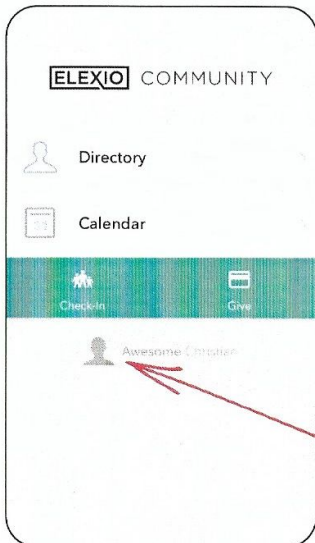 ELEXIO COMMUNITY
Directory
Calendar
Check-In Give
Awesome Christian